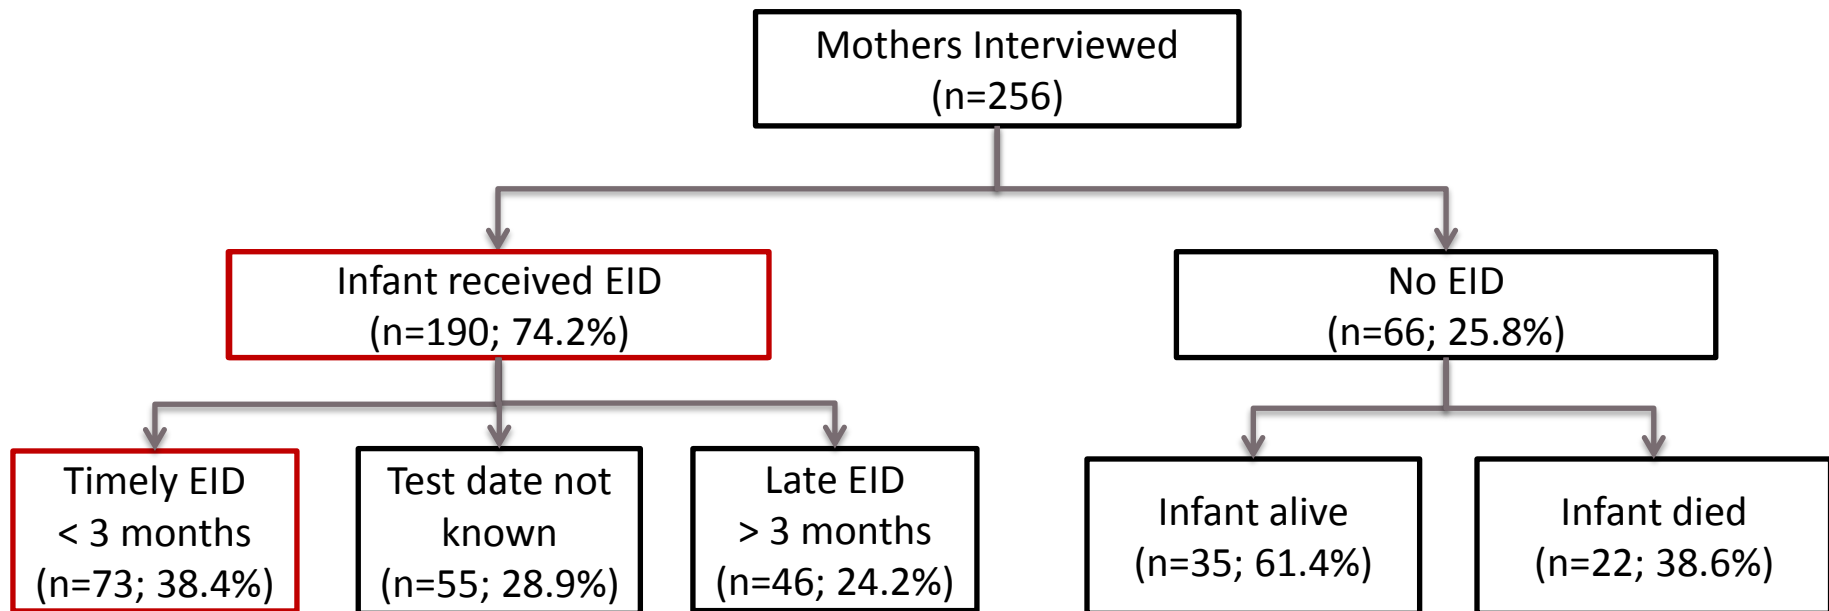 Mothers Interviewed
(n=256)
Infant received EID
(n=190; 74.2%)
No EID
(n=66; 25.8%)
Timely EID
< 3 months
(n=73; 38.4%)
Test date not
known
(n=55; 28.9%)
Late EID
> 3 months
(n=46; 24.2%)
Infant alive
(n=35; 61.4%)
Infant died
(n=22; 38.6%)